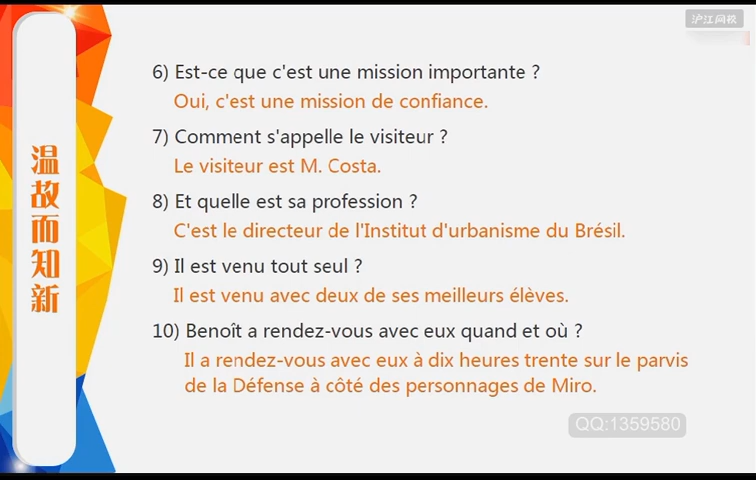 沪江网校
温故而知新
6) Est-ce que c'est une mission importante ?
Oui, c'est une mission de confiance.
7) Comment s'appelle le visiteur ?
Le visiteur est M. Costa.
8) Et quelle est sa profession ?
C'est le directeur de l'Institut d'urbanisme du Brésil.
9) Il est venu tout seul ?
Il est venu avec deux de ses meilleurs élèves.
10) Benoît a rendez-vous avec eux quand et où ?
Il a rendez-vous avec eux à dix heures trente sur le parvis
de la Défense à côté des personnages de Miro.
QQ:1359580